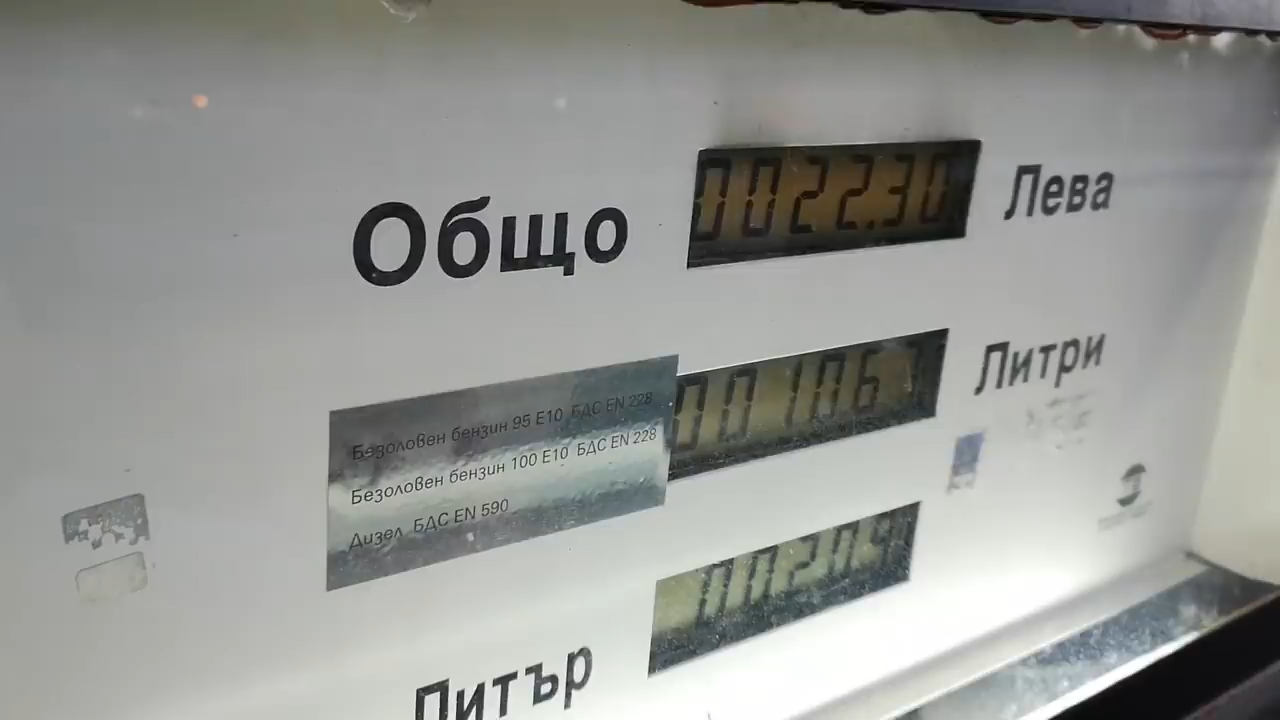 Общо 0022.30 Лева
00106 Литри
Безоловен бензин 95 E10 БДС EN 228
Безоловен бензин 100 E10 БДС EN 228
Дизел БДС EN 590
Литър